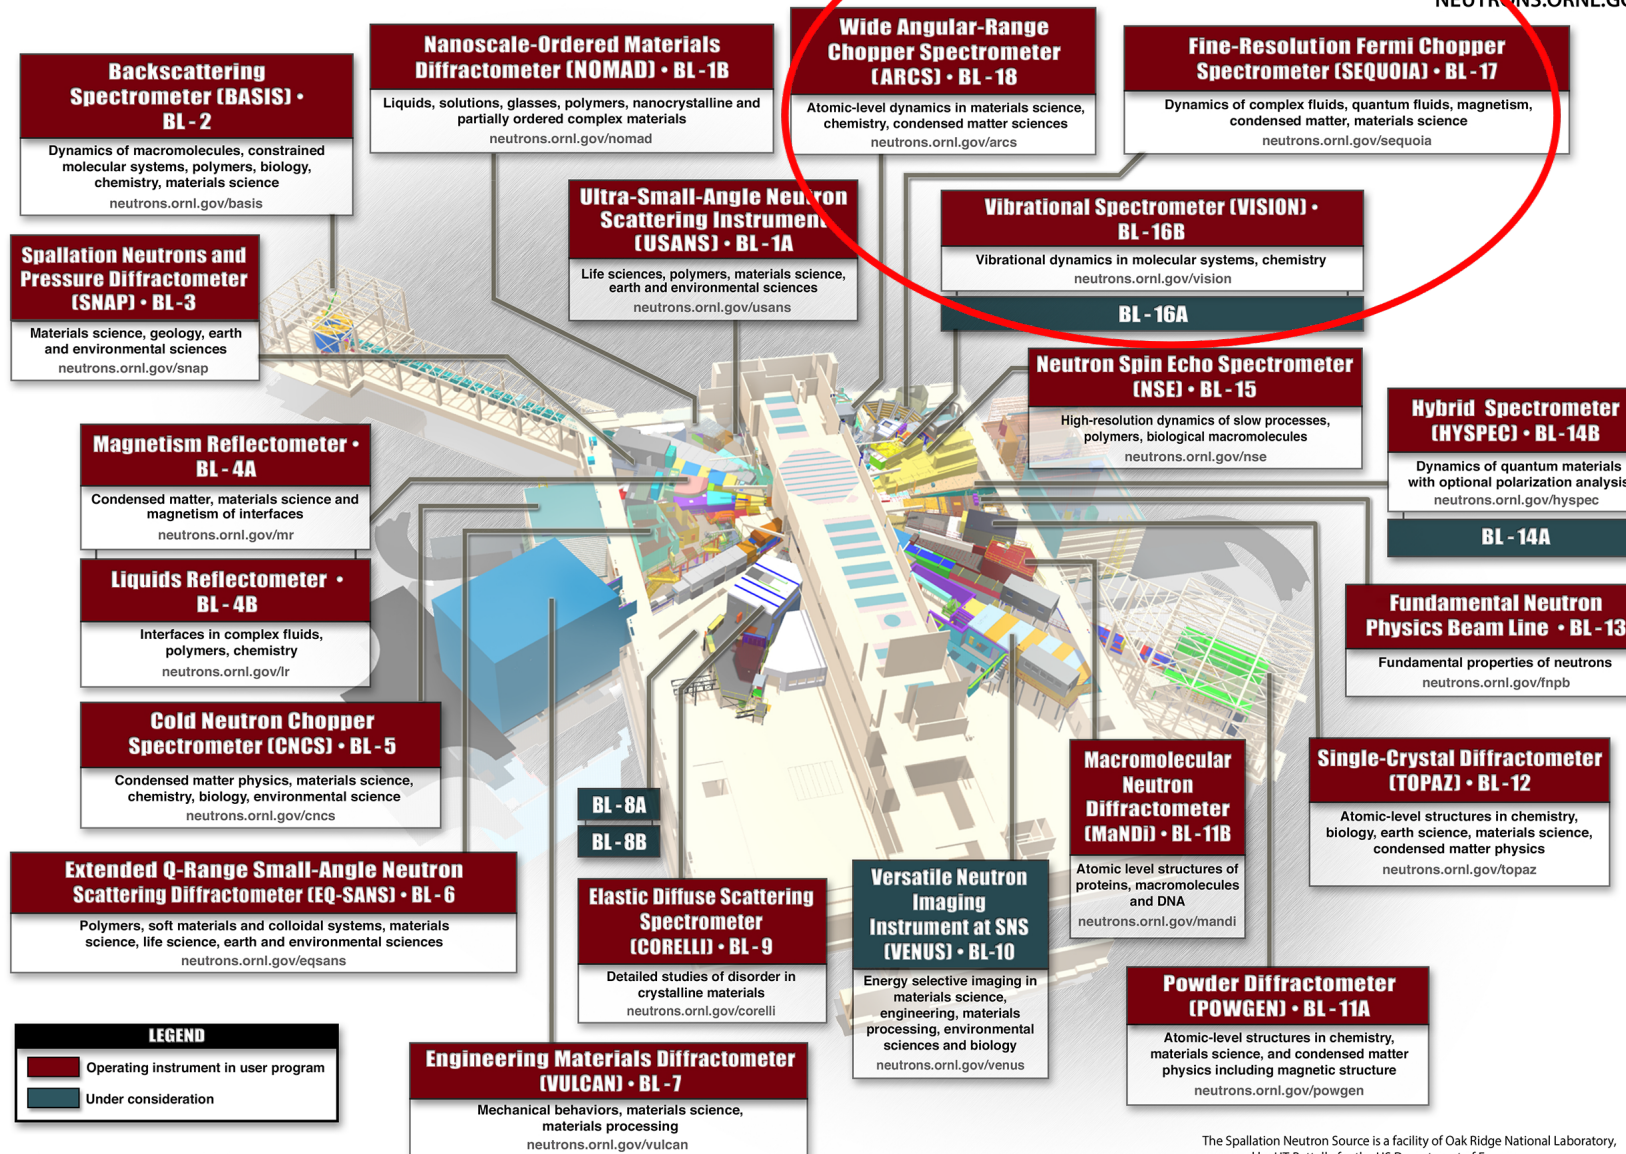 NEUTRONS.ORNL.GO
Backscattering
Spectrometer (BASIS) •
BL - 2
Dynamics of macromolecules, constrained
molecular systems, polymers, biology,
chemistry, materials science
neutrons.ornl.gov/basis
Nanoscale-Ordered Materials
Diffractometer (NOMAD) • BL - 1B
Liquids, solutions, glasses, polymers, nanocrystalline and
partially ordered complex materials
neutrons.ornl.gov/nomad
Wide Angular-Range
Chopper Spectrometer
(ARCS) • BL - 18
Atomic-level dynamics in materials science,
chemistry, condensed matter sciences
neutrons.ornl.gov/arcs
Fine-Resolution Fermi Chopper
Spectrometer (SEQUOIA) • BL - 17
Dynamics of complex fluids, quantum fluids, magnetism,
condensed matter, materials science
neutrons.ornl.gov/sequoia
Ultra-Small-Angle Neutron
Scattering Instrument
(USANS) • BL - 1A
Life sciences, polymers, materials science,
earth and environmental sciences
neutrons.ornl.gov/usans
Vibrational Spectrometer (VISION) •
BL - 16B
Vibrational dynamics in molecular systems, chemistry
neutrons.ornl.gov/vision
BL - 16A
Spallation Neutrons and
Pressure Diffractometer
(SNAP) • BL - 3
Materials science, geology, earth
and environmental sciences
neutrons.ornl.gov/snap
Neutron Spin Echo Spectrometer
(NSE) • BL - 15
High-resolution dynamics of slow processes,
polymers, biological macromolecules
neutrons.ornl.gov/nse
Hybrid Spectrometer
(HYSPEC) • BL - 14B
Dynamics of quantum materials
with optional polarization analysis
neutrons.ornl.gov/hyspec
BL - 14A
Magnetism Reflectometer •
BL - 4A
Condensed matter, materials science and
magnetism of interfaces
neutrons.ornl.gov/mr
Liquids Reflectometer •
BL - 4B
Interfaces in complex fluids,
polymers, chemistry
neutrons.ornl.gov/lr
Fundamental Neutron
Physics Beam Line • BL - 13
Fundamental properties of neutrons
neutrons.ornl.gov/fnpb
Cold Neutron Chopper
Spectrometer (CNCS) • BL - 5
Condensed matter physics, materials science,
chemistry, biology, environmental science
neutrons.ornl.gov/cncs
BL - 8A
BL - 8B
Macromolecular
Neutron
Diffractometer
(MaNDi) • BL - 11B
Atomic level structures of
proteins, macromolecules
and DNA
neutrons.ornl.gov/mandi
Single-Crystal Diffractometer
(TOPAZ) • BL - 12
Atomic-level structures in chemistry,
biology, earth science, materials science,
condensed matter physics
neutrons.ornl.gov/topaz
Extended Q-Range Small-Angle Neutron
Scattering Diffractometer (EQ-SANS) • BL - 6
Polymers, soft materials and colloidal systems, materials
science, life science, earth and environmental sciences
neutrons.ornl.gov/eqsans
Elastic Diffuse Scattering
Spectrometer
(CORELLI) • BL - 9
Detailed studies of disorder in
crystalline materials
neutrons.ornl.gov/corelli
Versatile Neutron
Imaging
Instrument at SNS
(VENUS) • BL-10
Energy selective imaging in
materials science,
engineering, materials
processing, environmental
sciences and biology
neutrons.ornl.gov/venus
Powder Diffractometer
(POWGEN) • BL - 11A
Atomic-level structures in chemistry,
materials science, and condensed matter
physics including magnetic structure
neutrons.ornl.gov/powgen
LEGEND
Operating instrument in user program
Under consideration
Engineering Materials Diffractometer
(VULCAN) • BL - 7
Mechanical behaviors, materials science,
materials processing
neutrons.ornl.gov/vulcan
The Spallation Neutron Source is a facility of Oak Ridge National Laboratory,